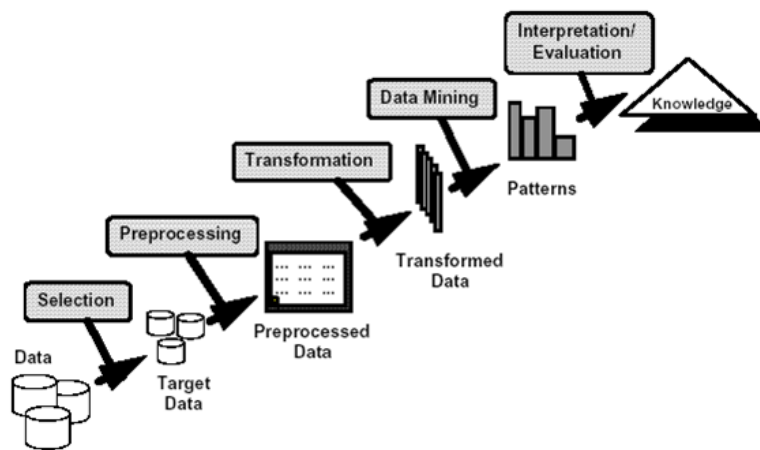 Interpretation/
Evaluation
Data Mining
Knowledge
Transformation
Patterns
Preprocessing
Transformed
Data
Selection
Preprocessed
Data
Data
Target
Data